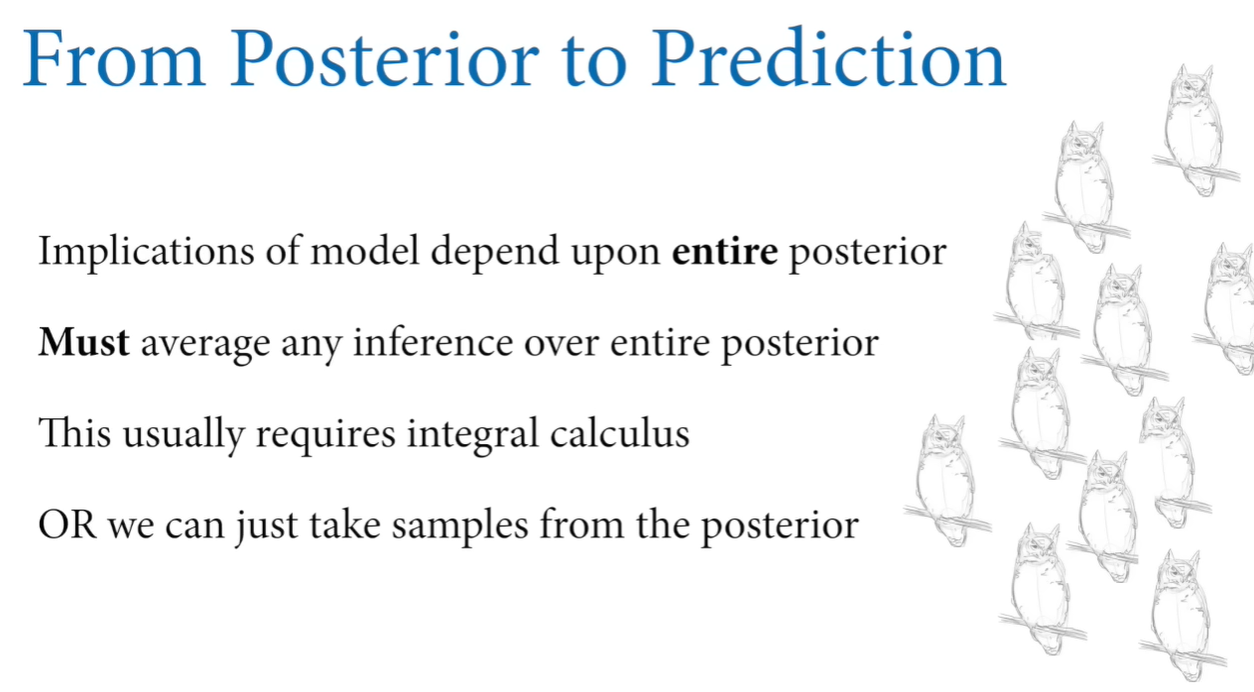 From Posterior to Prediction
Implications of model depend upon entire posterior
Must average any inference over entire posterior
This usually requires integral calculus
OR we can just take samples from the posterior